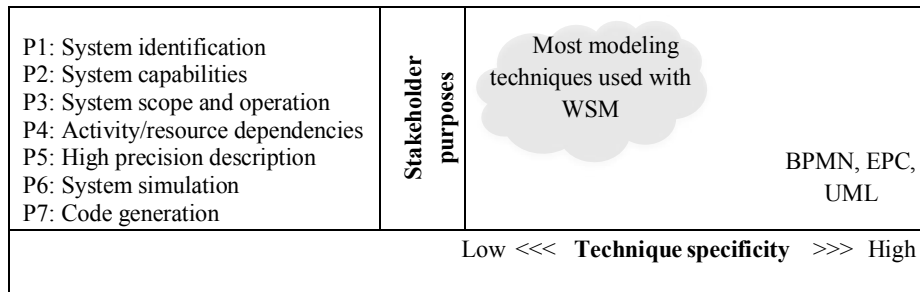 P1: System identification
P2: System capabilities
P3: System scope and operation
P4: Activity/resource dependencies
P5: High precision description
P6: System simulation
P7: Code generation
Stakeholder
purposes
Most modeling
techniques used with
WSM
BPMN, EPC,
UML
Low <<< Technique specificity >>> High